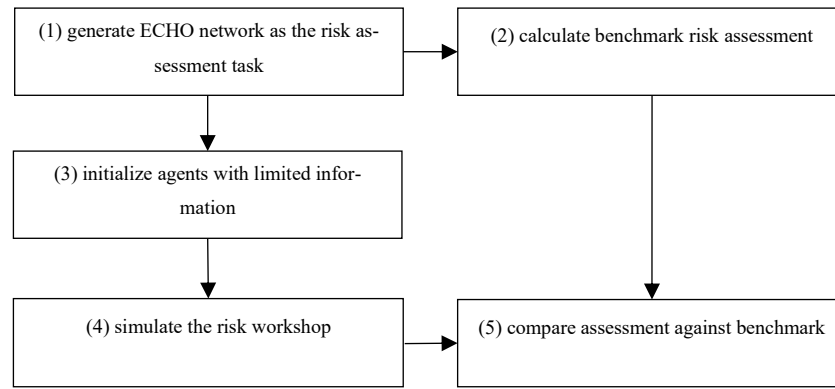 (1) generate ECHO network as the risk as-
sessment task
(2) calculate benchmark risk assessment
(3) initialize agents with limited infor-
mation
(4) simulate the risk workshop
(5) compare assessment against benchmark